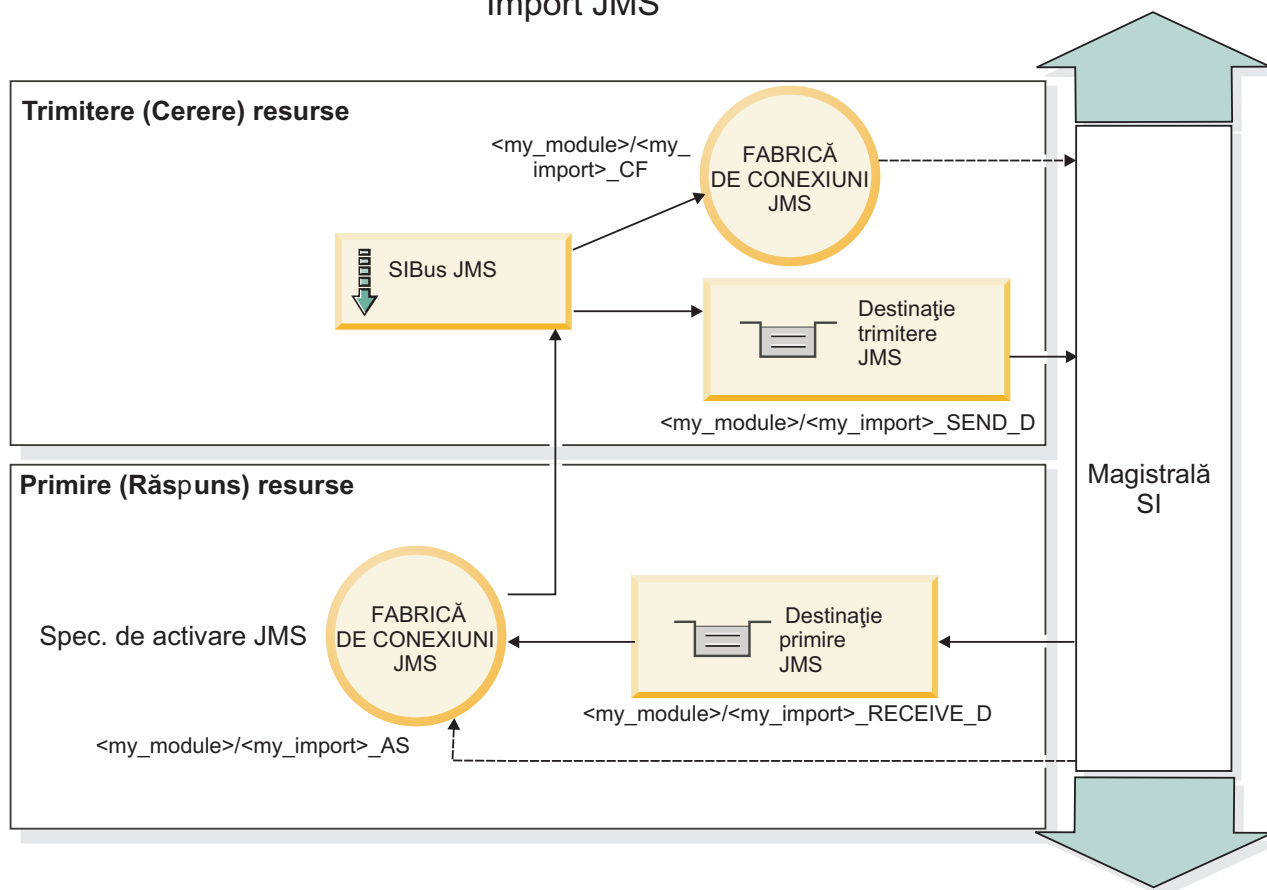 Import JMS
Trimitere (Cerere) resurse
<my_module>/<my_
import>_CF
FABRICĂ
DE CONEXIUNI
JMS
SIBus JMS
Destinaţie
trimitere
JMS
<my_module>/<my_import>_SEND_D
Magistrală
SI
Primire (Răspuns) resurse
Spec. de activare JMS
FABRICĂ
DE CONEXIUNI
JMS
Destinaţie
primire
JMS
<my_module>/<my_import>_RECEIVE_D
<my_module>/<my_import>_AS